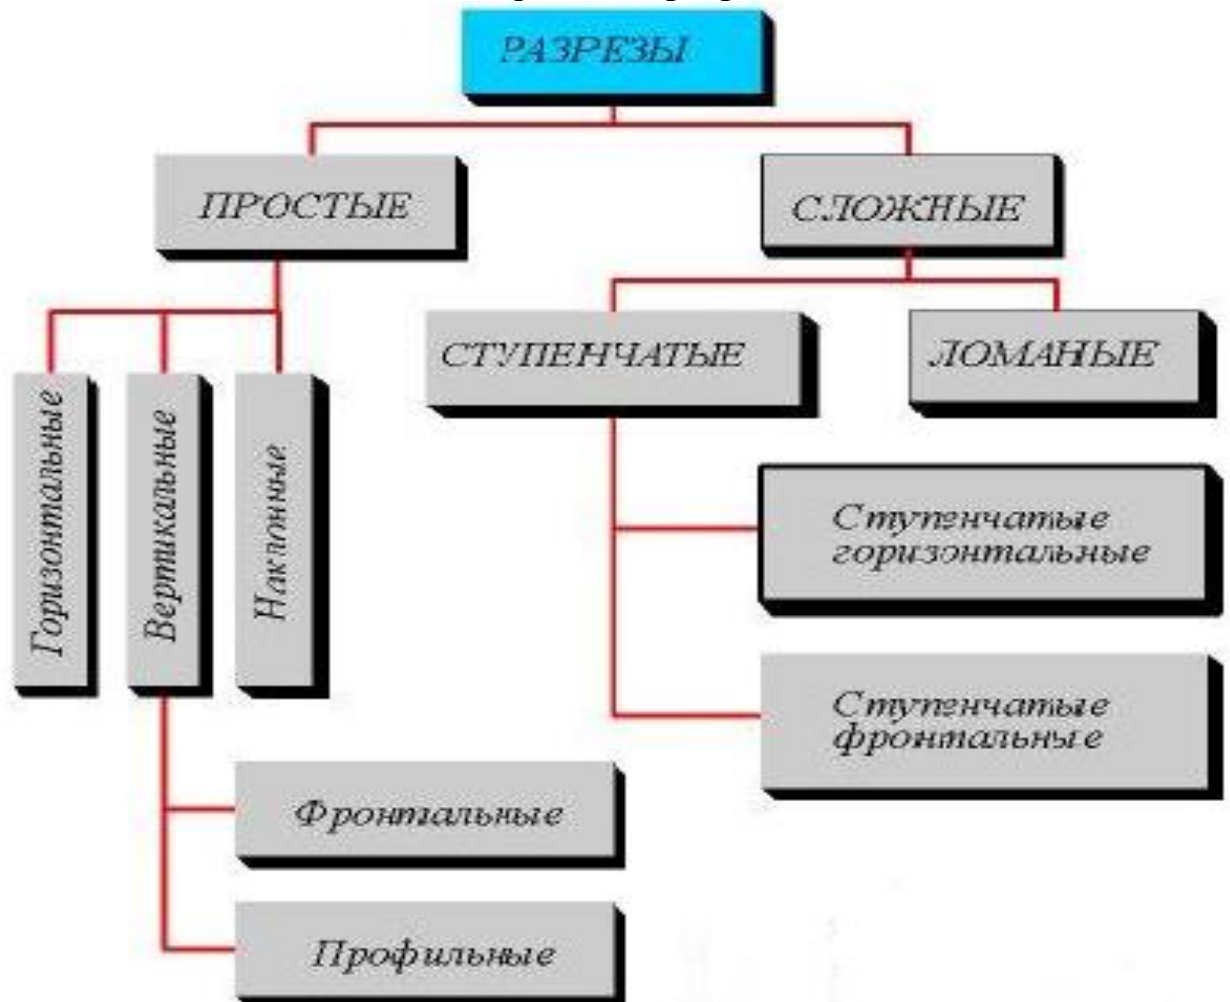 РАЗРЕЗЫ
ПРОСТЫЕ
СЛОЖНЫЕ
СТУПЕНЧАТЫЕ
ЛОМАНЫЕ
Горизонтальные
Вертикальные
Наклонные
Ступенчатые
горизонтальные
Ступенчатые
фронтальные
Фронтальные
Профильные